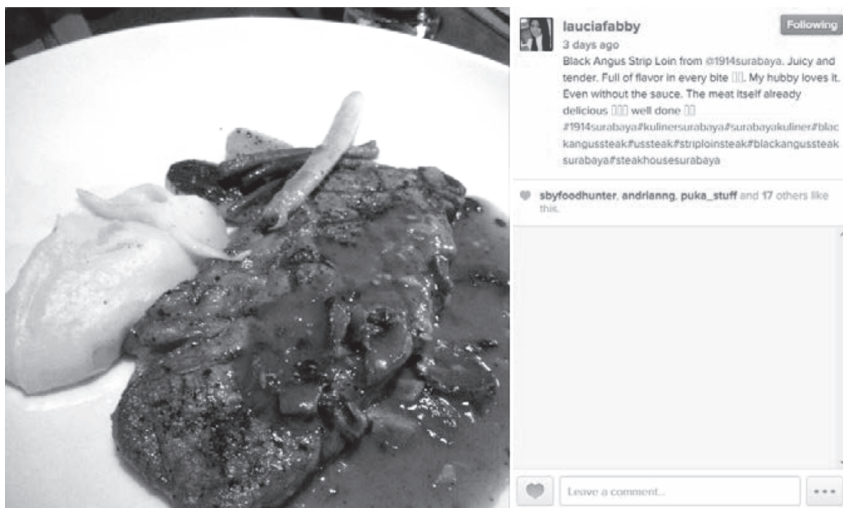 lauciafabby
Following
3 days ago
Black Angus Strip Loin from @1914surabaya. Juicy and
tender. Full of flavor in every bite. My hubby loves it.
Even without the sauce. The meat itself already
delicious well done
#1914surabaya#kulinersurabaya#surabayakuliner#blac
kangussteak#ussteak#striploinsteak#blackangussteak
surabaya#steakhousesurabaya
sbyfoodhunter, andrianng, puka_stuff and 17 others like
this.
Leave a comment...